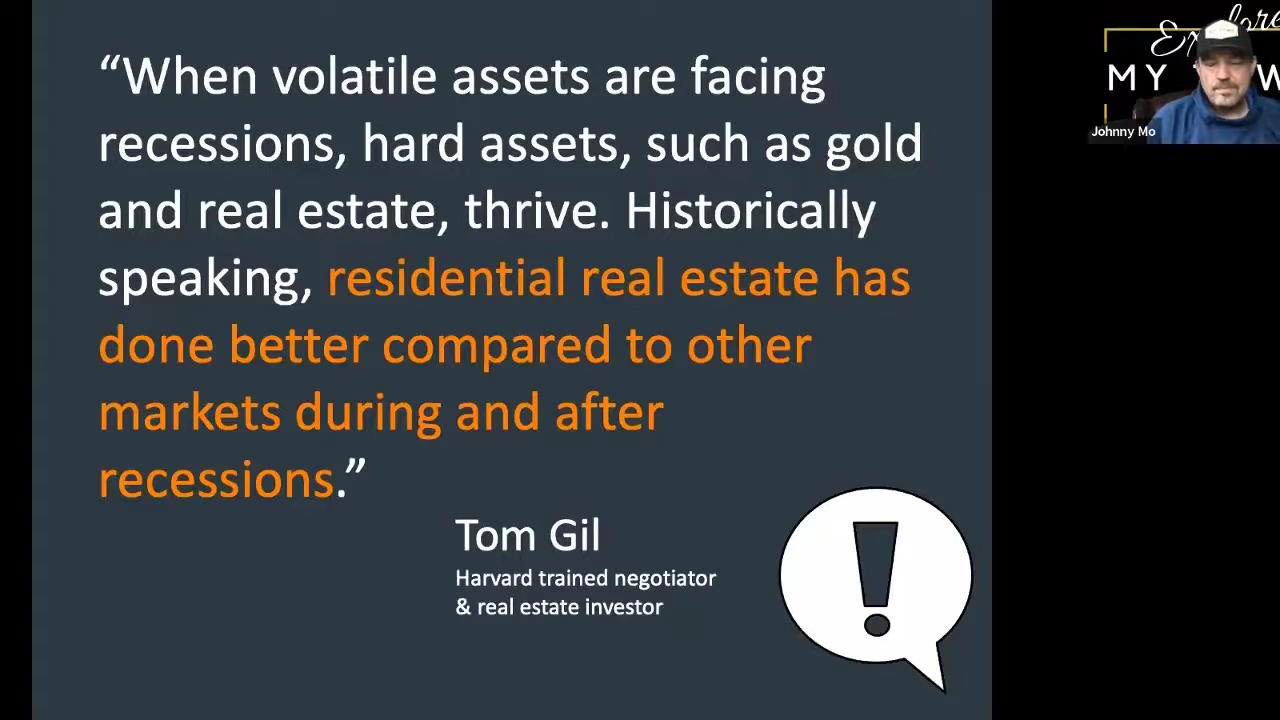 “When volatile assets are facing
recessions, hard assets, such as gold
and real estate, thrive. Historically
speaking, residential real estate has
done better compared to other
markets during and after
recessions.”
Tom Gil
Harvard trained negotiator
& real estate investor
!
Explore
MY
Johnny Mo